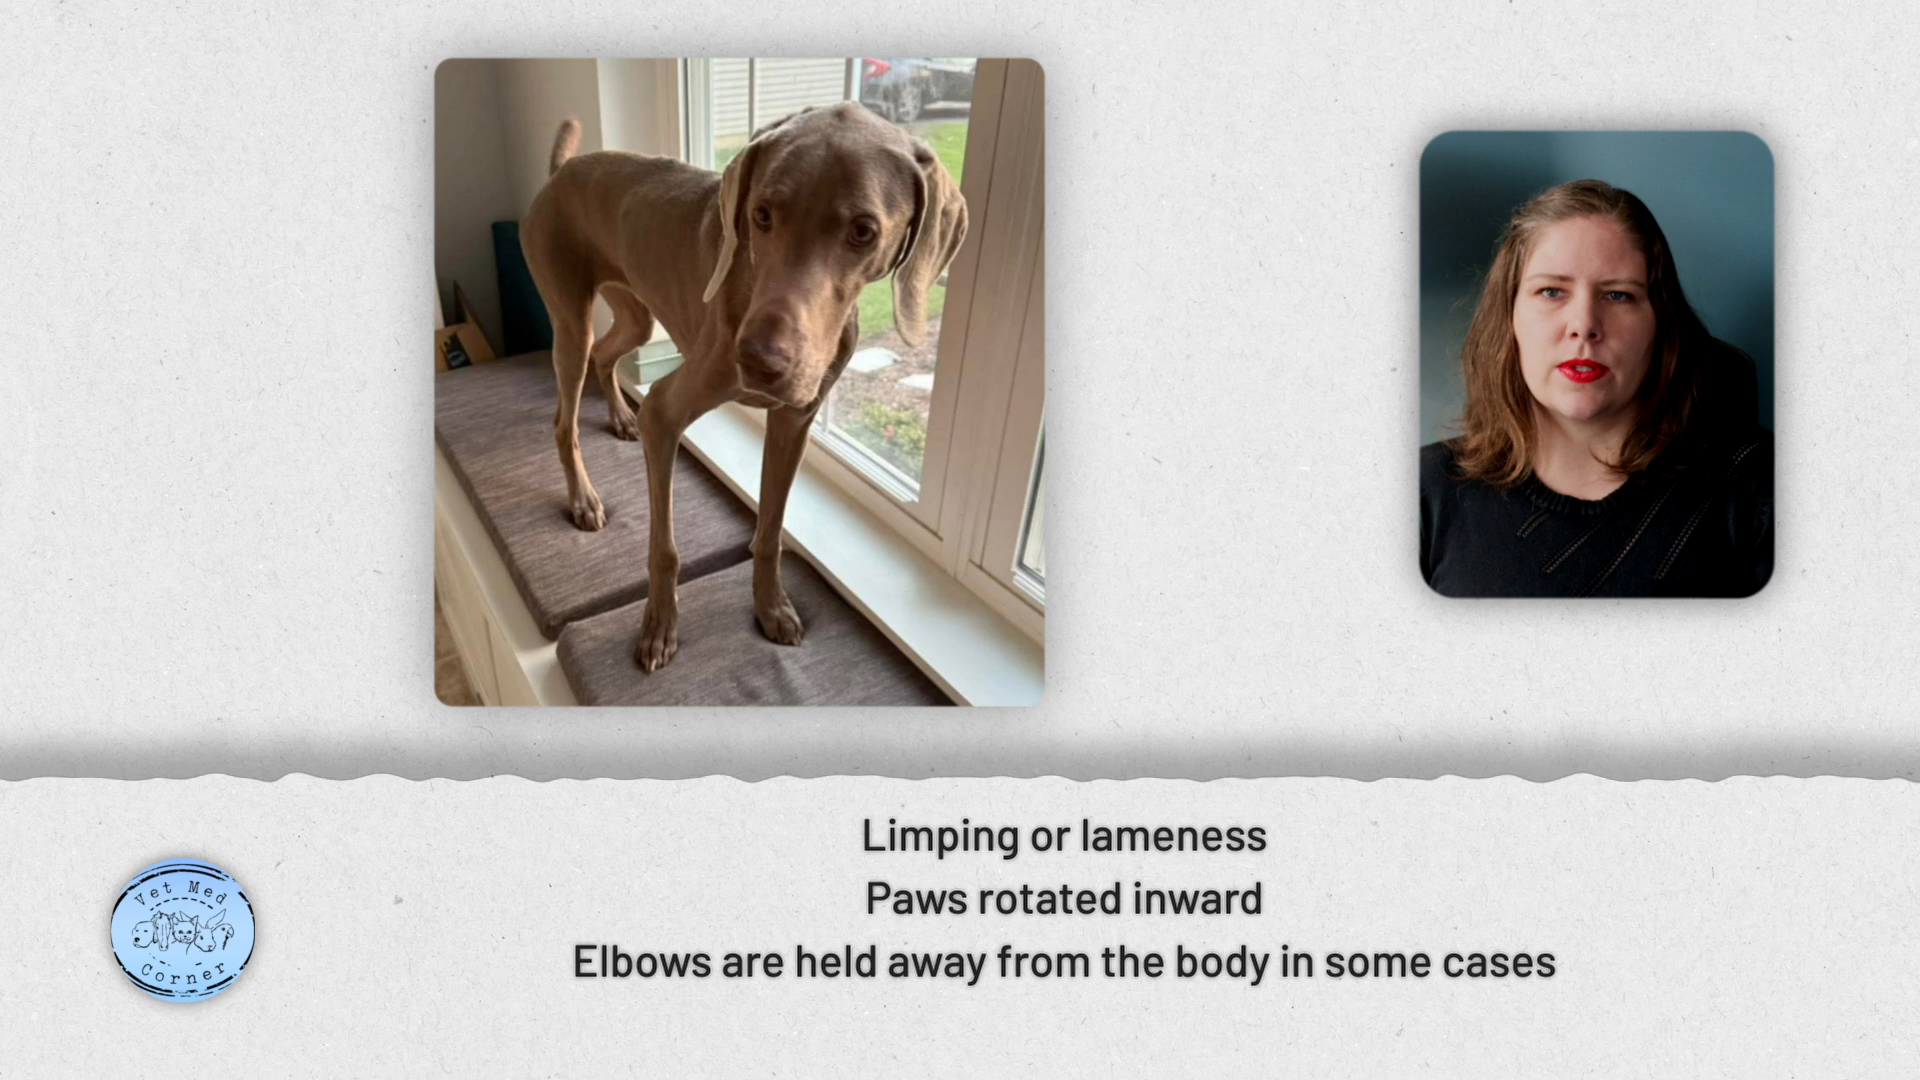 Limping or lameness
Paws rotated inward
Elbows are held away from the body in some cases
Vet Med
Corner